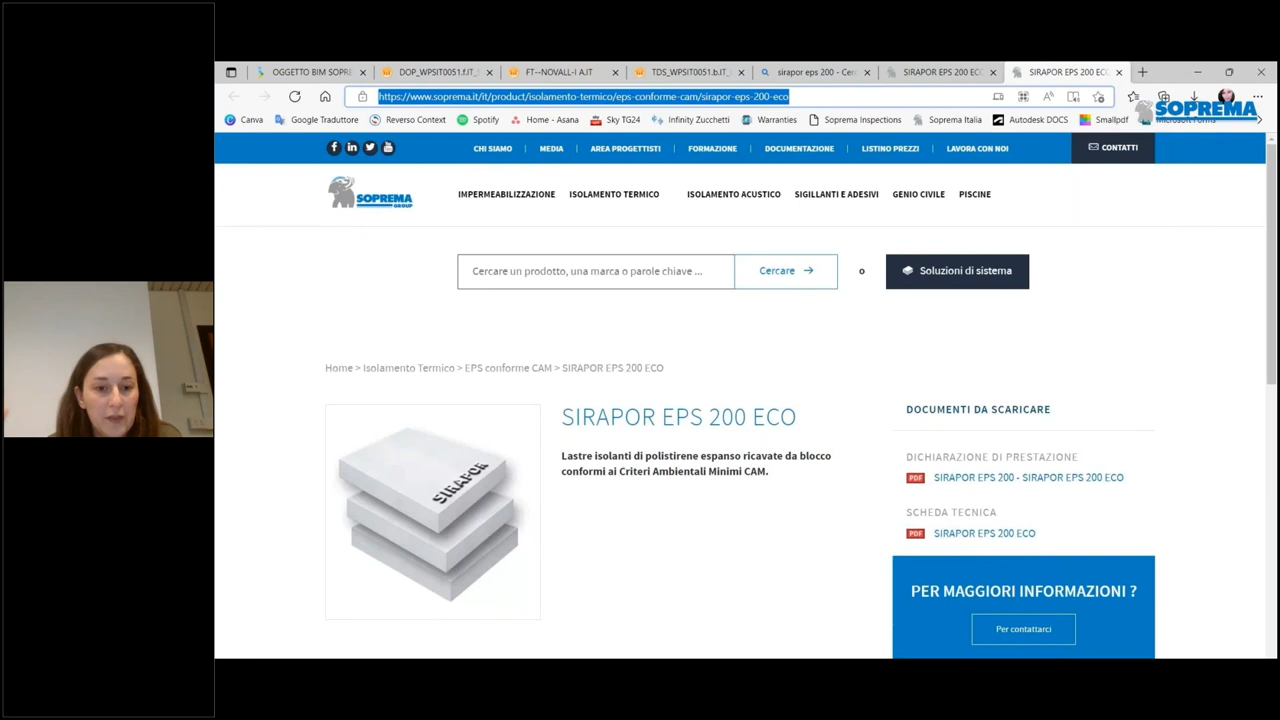 OGGETTO BIM SOPRE
DOP_WPSIT0051.f.IT_
FT--NOVALL-I A.IT
TDS_WPSIT0051.b.IT_
sirapor eps 200 - Cer
SIRAPOR EPS 200 ECO
SIRAPOR EPS 200 ECO
https://www.soprema.it/it/product/isolamento-termico/eps-conforme-cam/sirapor-eps-200-eco
SOPREMA
Canva
Google Traduttore
Reverso Context
Spotify
Home - Asana
Sky TG24
Infinity Zucchetti
Warranties
Soprema Inspections
Soprema Italia
Autodesk DOCS
Smallpdf
Microsoft Forms
CHI SIAMO
MEDIA
AREA PROGETTISTI
FORMAZIONE
DOCUMENTAZIONE
LISTINO PREZZI
LAVORA CON NOI
CONTATTI
SOPREMA
GROUP
IMPERMEABILIZZAZIONE
ISOLAMENTO TERMICO
ISOLAMENTO ACUSTICO
SIGILLANTI E ADESIVI
GENIO CIVILE
PISCINE
Cercare un prodotto, una marca o parole chiave ...
Cercare
o
Soluzioni di sistema
Home > Isolamento Termico > EPS conforme CAM > SIRAPOR EPS 200 ECO
SIRAPOR
SIRAPOR EPS 200 ECO
Lastre isolanti di polistirene espanso ricavate da blocco
conformi ai Criteri Ambientali Minimi CAM.
DOCUMENTI DA SCARICARE
DICHIARAZIONE DI PRESTAZIONE
PDF SIRAPOR EPS 200 - SIRAPOR EPS 200 ECO
SCHEDA TECNICA
PDF SIRAPOR EPS 200 ECO
PER MAGGIORI INFORMAZIONI ?
Per contattarci